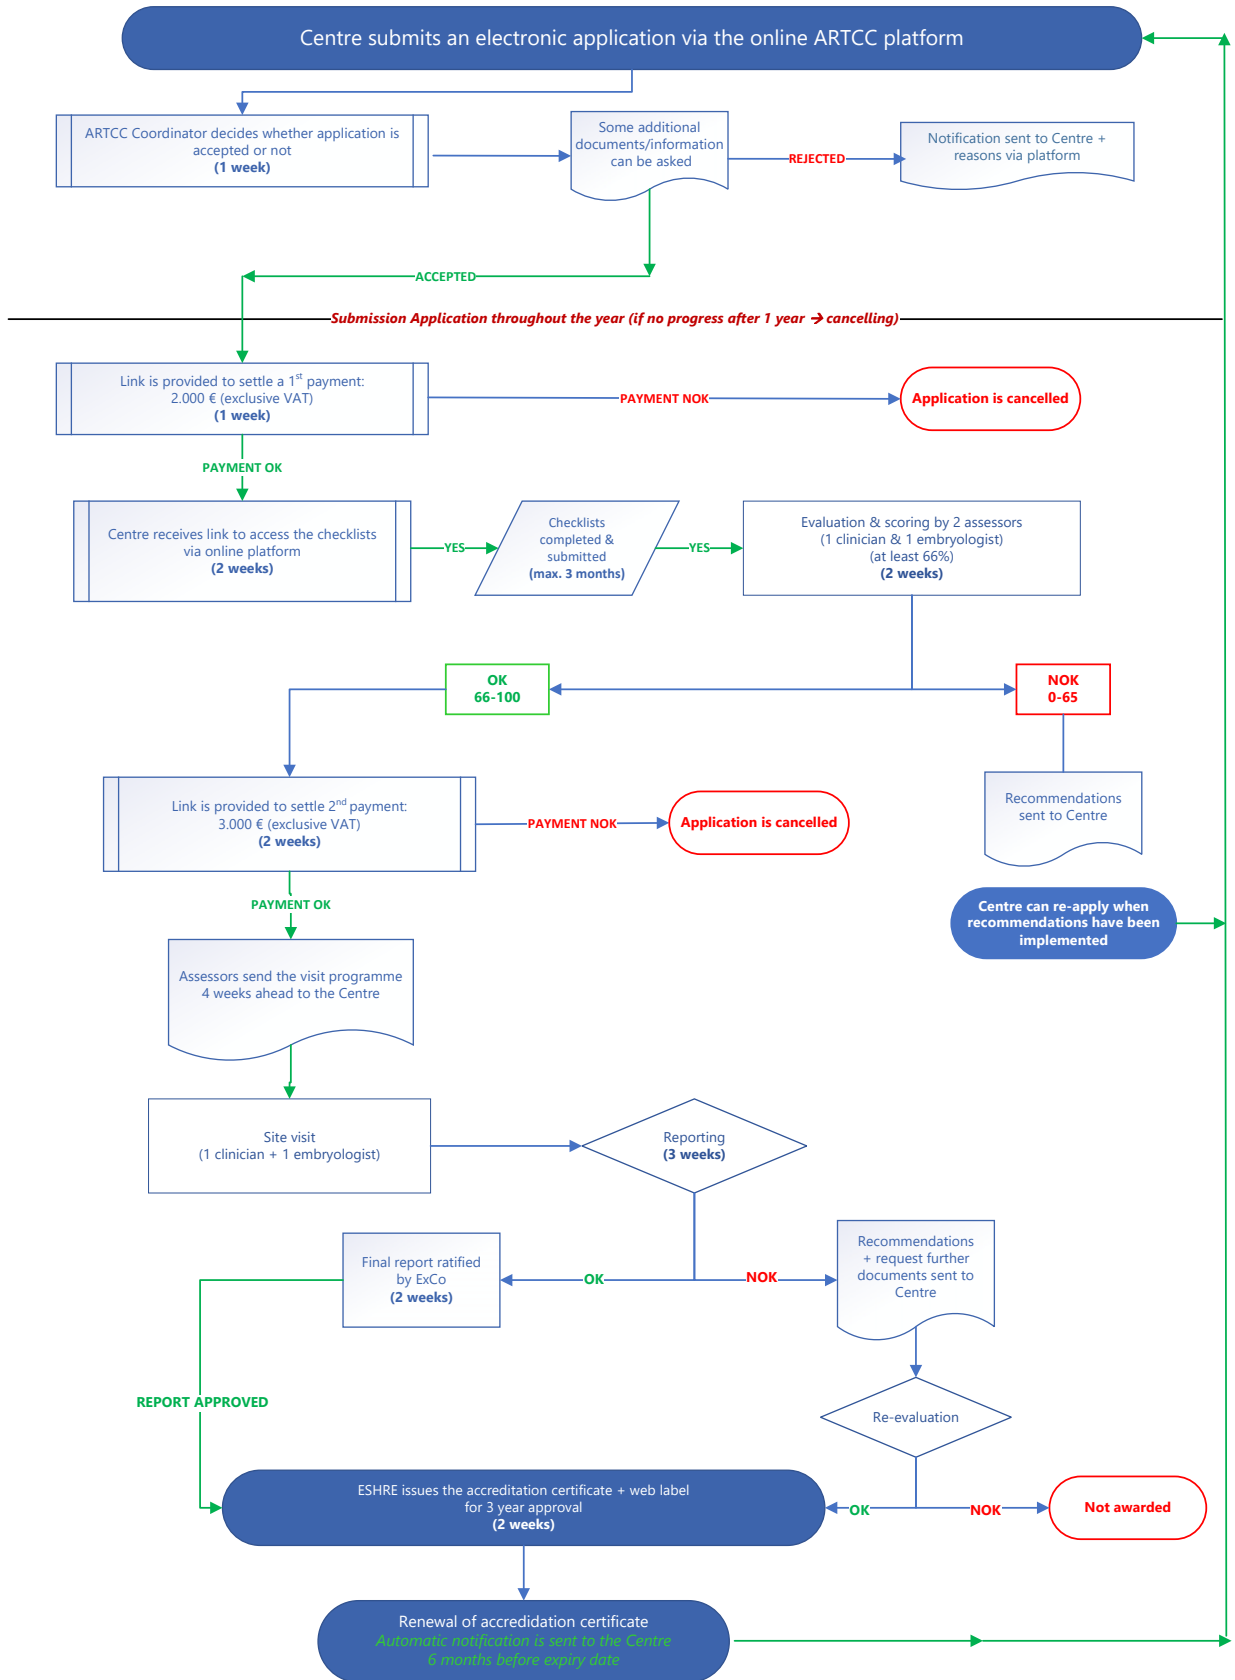 Centre submits an electronic application via the online ARTCC platform
ARTCC Coordinator decides whether application is
accepted or not
(1 week)
Some additional
documents/information
can be asked
REJECTED
Notification sent to Centre +
reasons via platform
ACCEPTED
Submission Application throughout the year (if no progress after 1 year → cancelling)
Link is provided to settle a 1st payment:
2.000 € (exclusive VAT)
(1 week)
PAYMENT NOK
Application is cancelled
PAYMENT OK
Centre receives link to access the checklists
via online platform
(2 weeks)
YES
Checklists
completed &
submitted
(max. 3 months)
YES
Evaluation & scoring by 2 assessors
(1 clinician & 1 embryologist)
(at least 66%)
(2 weeks)
OK
66-100
NOK
0-65
Link is provided to settle 2nd payment:
3.000 € (exclusive VAT)
(2 weeks)
PAYMENT NOK
Application is cancelled
Recommendations
sent to Centre
PAYMENT OK
Centre can re-apply when
recommendations have been
implemented
Assessors send the visit programme
4 weeks ahead to the Centre
Site visit
(1 clinician + 1 embryologist)
Reporting
(3 weeks)
Final report ratified
by ExCo
(2 weeks)
OK
NOK
Recommendations
+ request further
documents sent to
Centre
REPORT APPROVED
Re-evaluation
ESHRE issues the accreditation certificate + web label
for 3 year approval
(2 weeks)
OK
NOK
Not awarded
Renewal of accredidation certificate
Automatic notification is sent to the Centre
6 months before expiry date